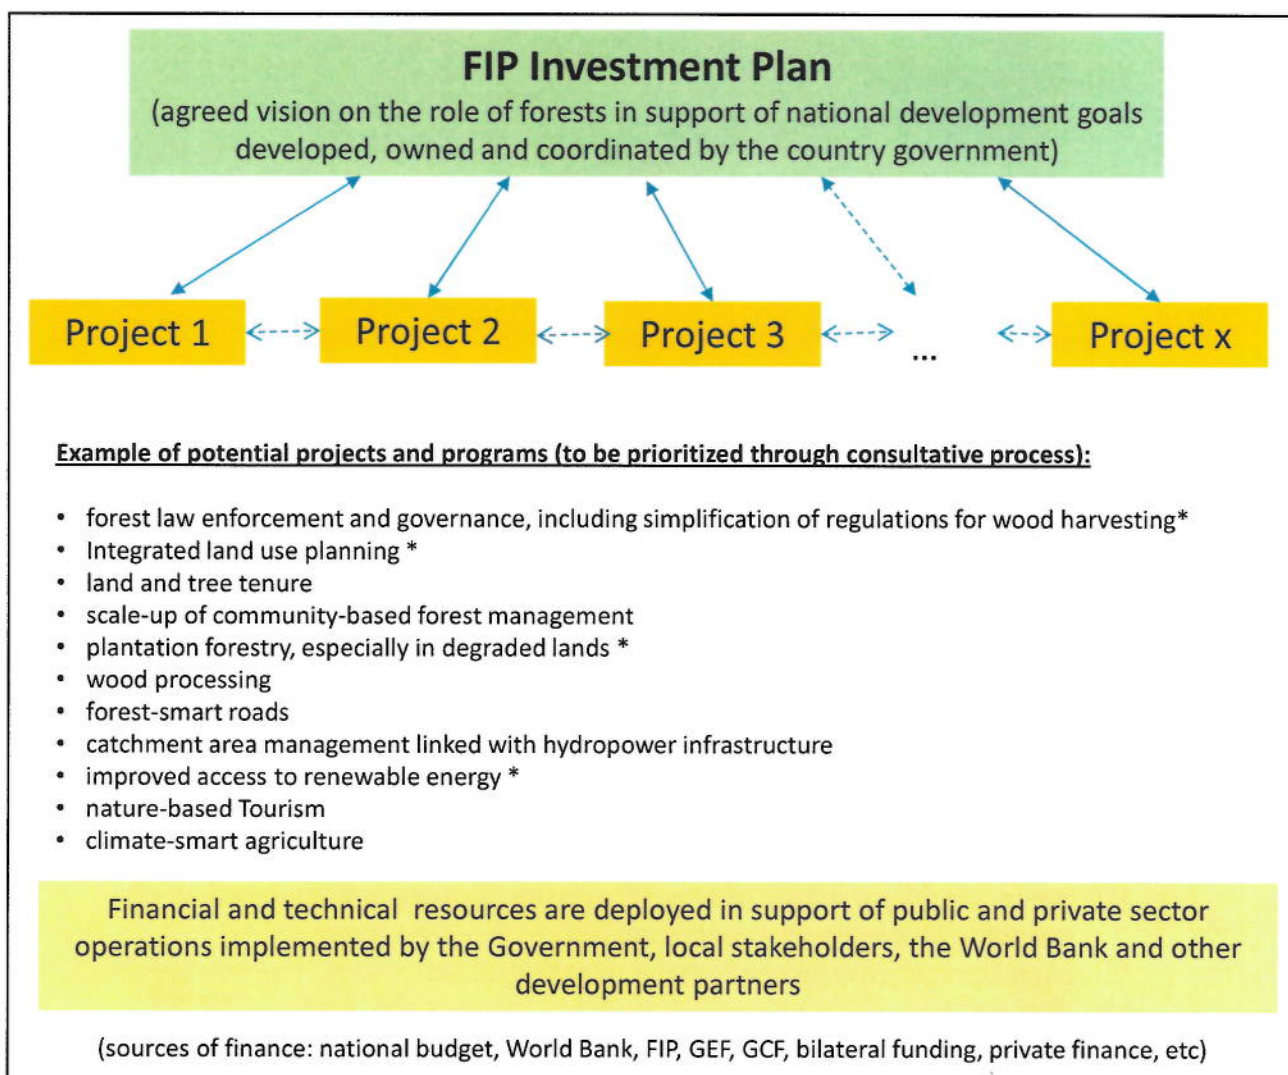 FIP Investment Plan
(agreed vision on the role of forests in support of national development goals
developed, owned and coordinated by the country government)
Project 1
Project 2
Project 3
...
Project x
Example of potential projects and programs (to be prioritized through consultative process):
• forest law enforcement and governance, including simplification of regulations for wood harvesting*
• Integrated land use planning *
• land and tree tenure
• scale-up of community-based forest management
• plantation forestry, especially in degraded lands *
• wood processing
• forest-smart roads
• catchment area management linked with hydropower infrastructure
• improved access to renewable energy *
• nature-based Tourism
• climate-smart agriculture
Financial and technical resources are deployed in support of public and private sector
operations implemented by the Government, local stakeholders, the World Bank and other
development partners
(sources of finance: national budget, World Bank, FIP, GEF, GCF, bilateral funding, private finance, etc)